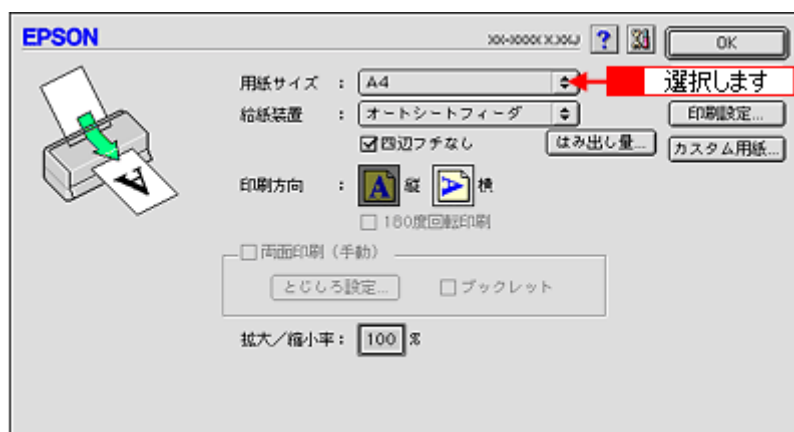 EPSON XX-XXXX X.XXJ ? OK
用紙サイズ : A4 選択します
給紙装置 : オートシートフィーダ 印刷設定...
四辺フチなし はみ出し量... カスタム用紙...
印刷方向 : A 縦 A 横
180度回転印刷
両面印刷（手動）
とじしろ設定... ブックレット
拡大／縮小率： 100 %
A